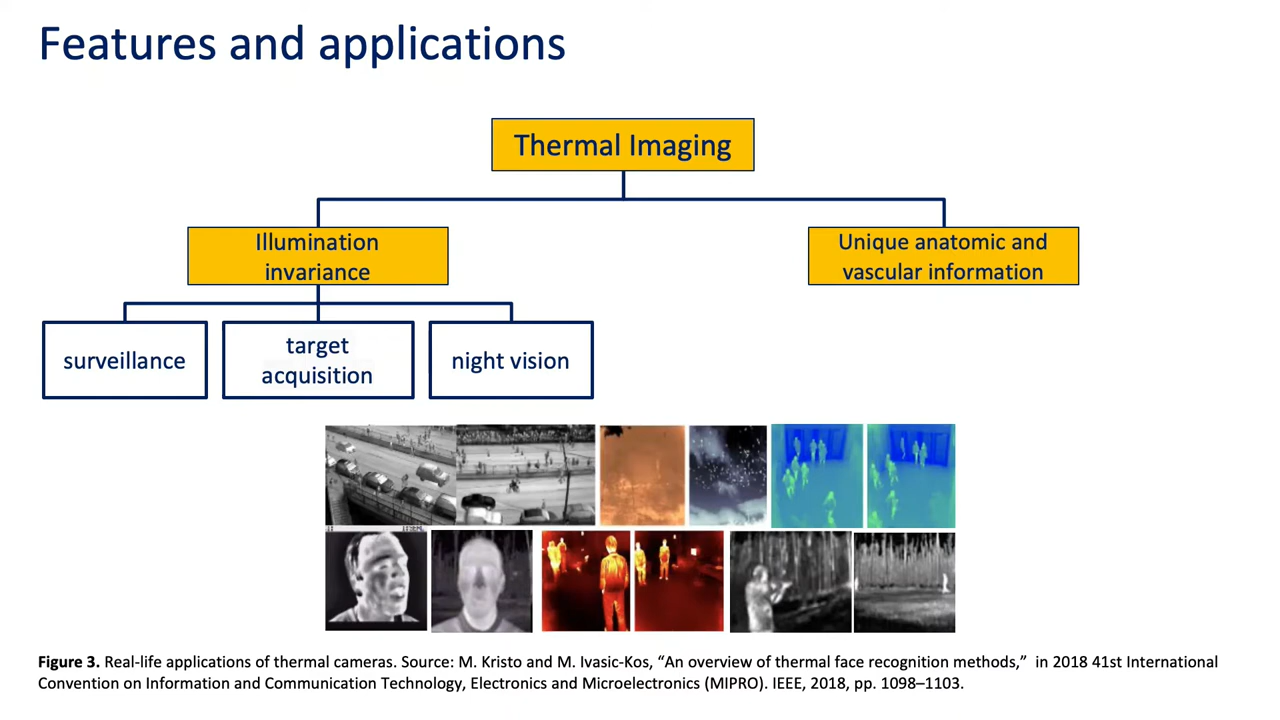 Features and applications
Thermal Imaging
Illumination
invariance
Unique anatomic and
vascular information
surveillance
target
acquisition
night vision
Figure 3. Real-life applications of thermal cameras. Source: M. Kristo and M. Ivasic-Kos, “An overview of thermal face recognition methods,” in 2018 41st International
Convention on Information and Communication Technology, Electronics and Microelectronics (MIPRO). IEEE, 2018, pp. 1098–1103.